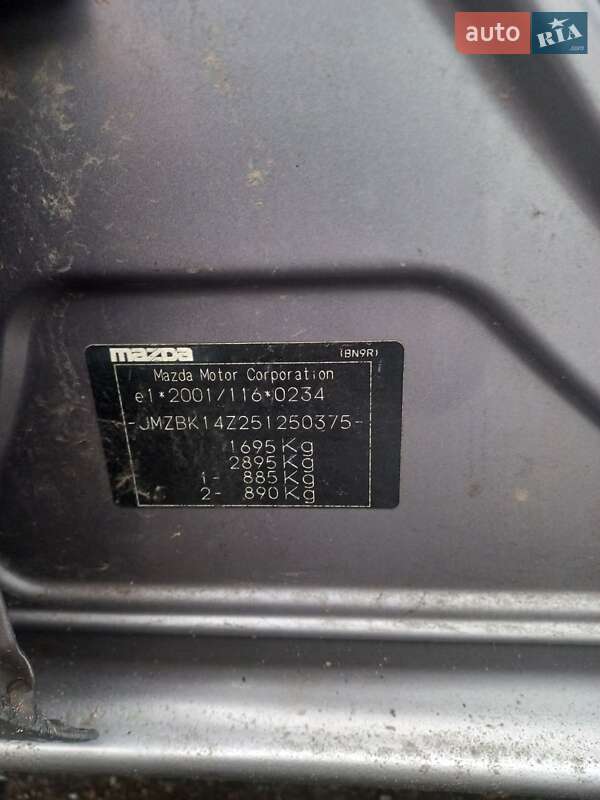 auto RIA .com
mazda (BN9R)
Mazda Motor Corporation
e1*2001/116*0234
-JMZBK14Z251250375-
1695 Kg
2895 Kg
1- 885 Kg
2- 890 Kg